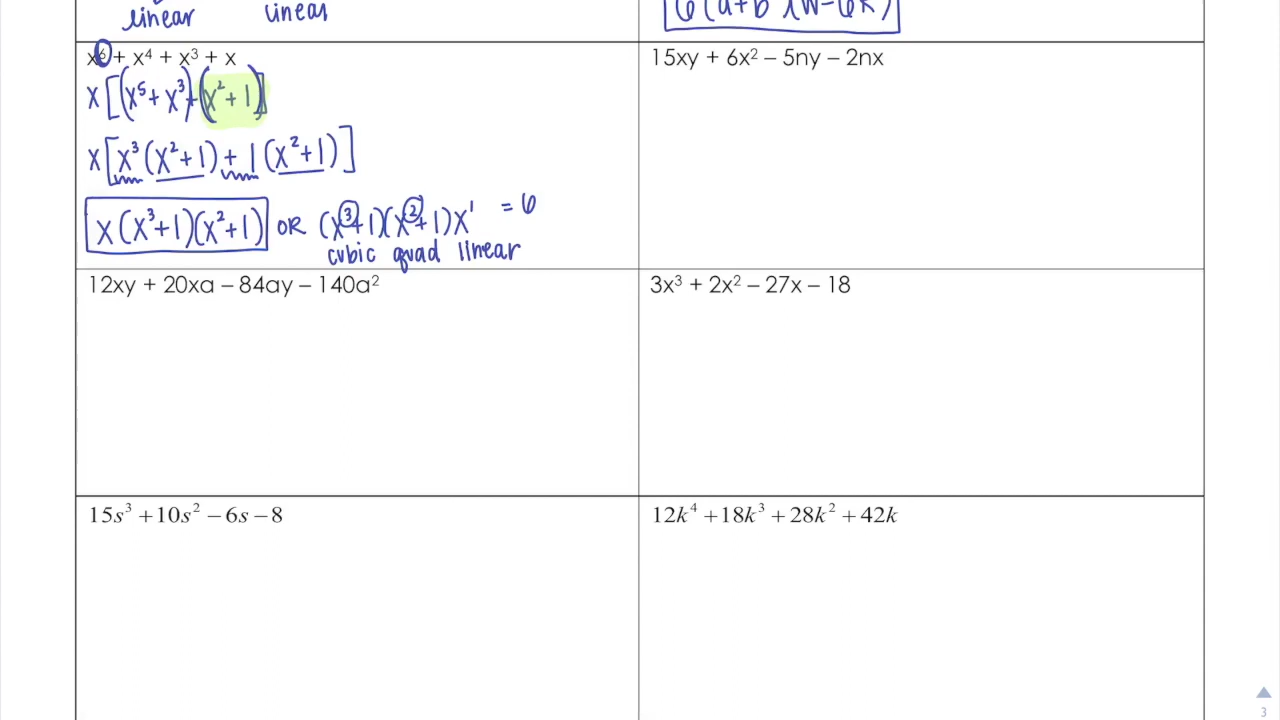 linear linear
6(a+b)(w-6k)
x⁶ + x⁴ + x³ + x
x[(x⁵ + x³) + (x² + 1)]
x[x³(x² + 1) + 1(x² + 1)]
x(x³+1)(x²+1) OR (x³+1)(x²+1)x¹ = 6
cubic quad linear
15xy + 6x² – 5ny – 2nx
12xy + 20xa – 84ay – 140a²
3x³ + 2x² – 27x – 18
15s³ + 10s² − 6s − 8
12k⁴ + 18k³ + 28k² + 42k
3